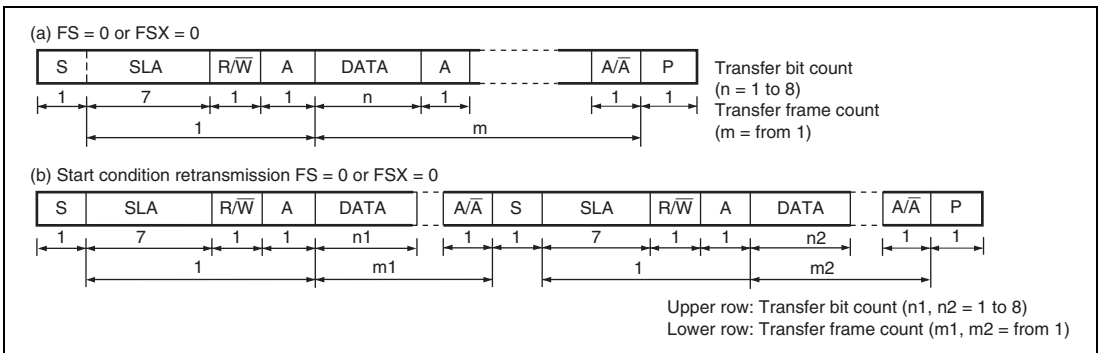 (a) FS = 0 or FSX = 0
S SLA R/W̅ A DATA A A/A̅ P
1 7 1 1 n 1 1 1
1 m
Transfer bit count
(n = 1 to 8)
Transfer frame count
(m = from 1)
(b) Start condition retransmission FS = 0 or FSX = 0
S SLA R/W̅ A DATA A/A̅ S SLA R/W̅ A DATA A/A̅ P
1 7 1 1 n1 1 1 7 1 1 n2 1 1
1 m1 1 m2
Upper row: Transfer bit count (n1, n2 = 1 to 8)
Lower row: Transfer frame count (m1, m2 = from 1)